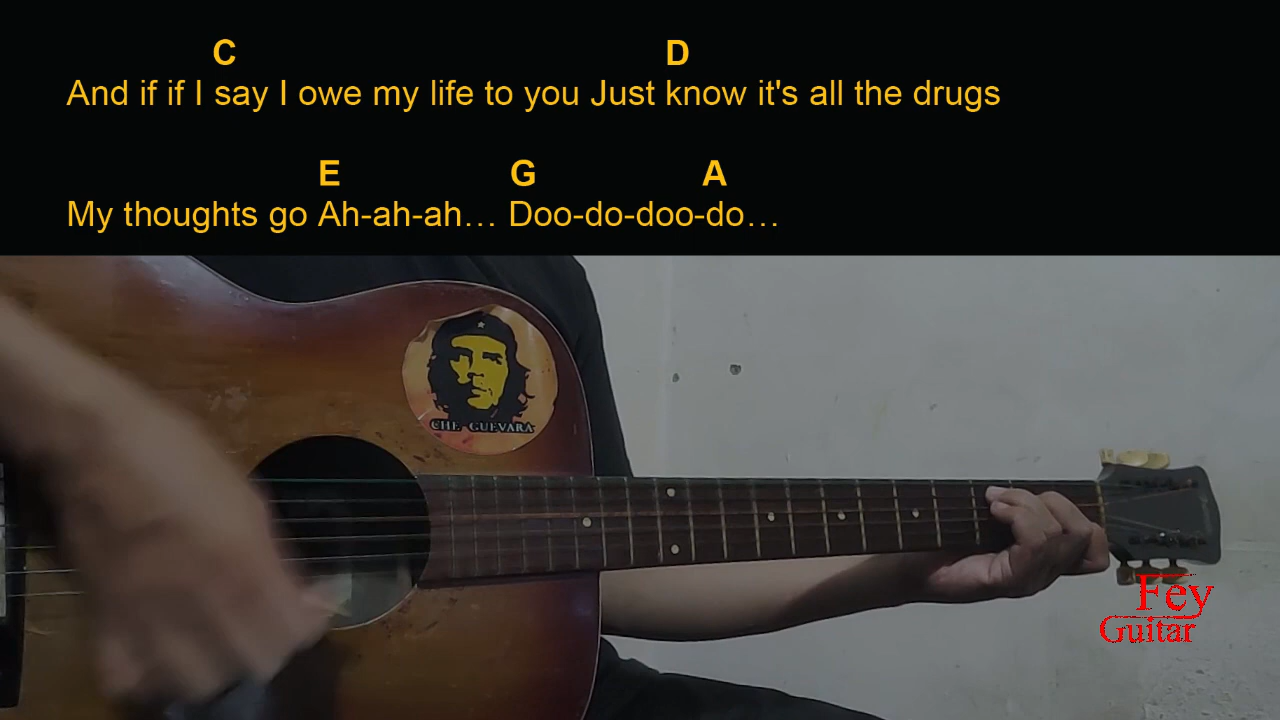 C D
And if if I say I owe my life to you Just know it's all the drugs
E G A
My thoughts go Ah-ah-ah… Doo-do-doo-do…
CHE GUEVARA
Fey
Guitar